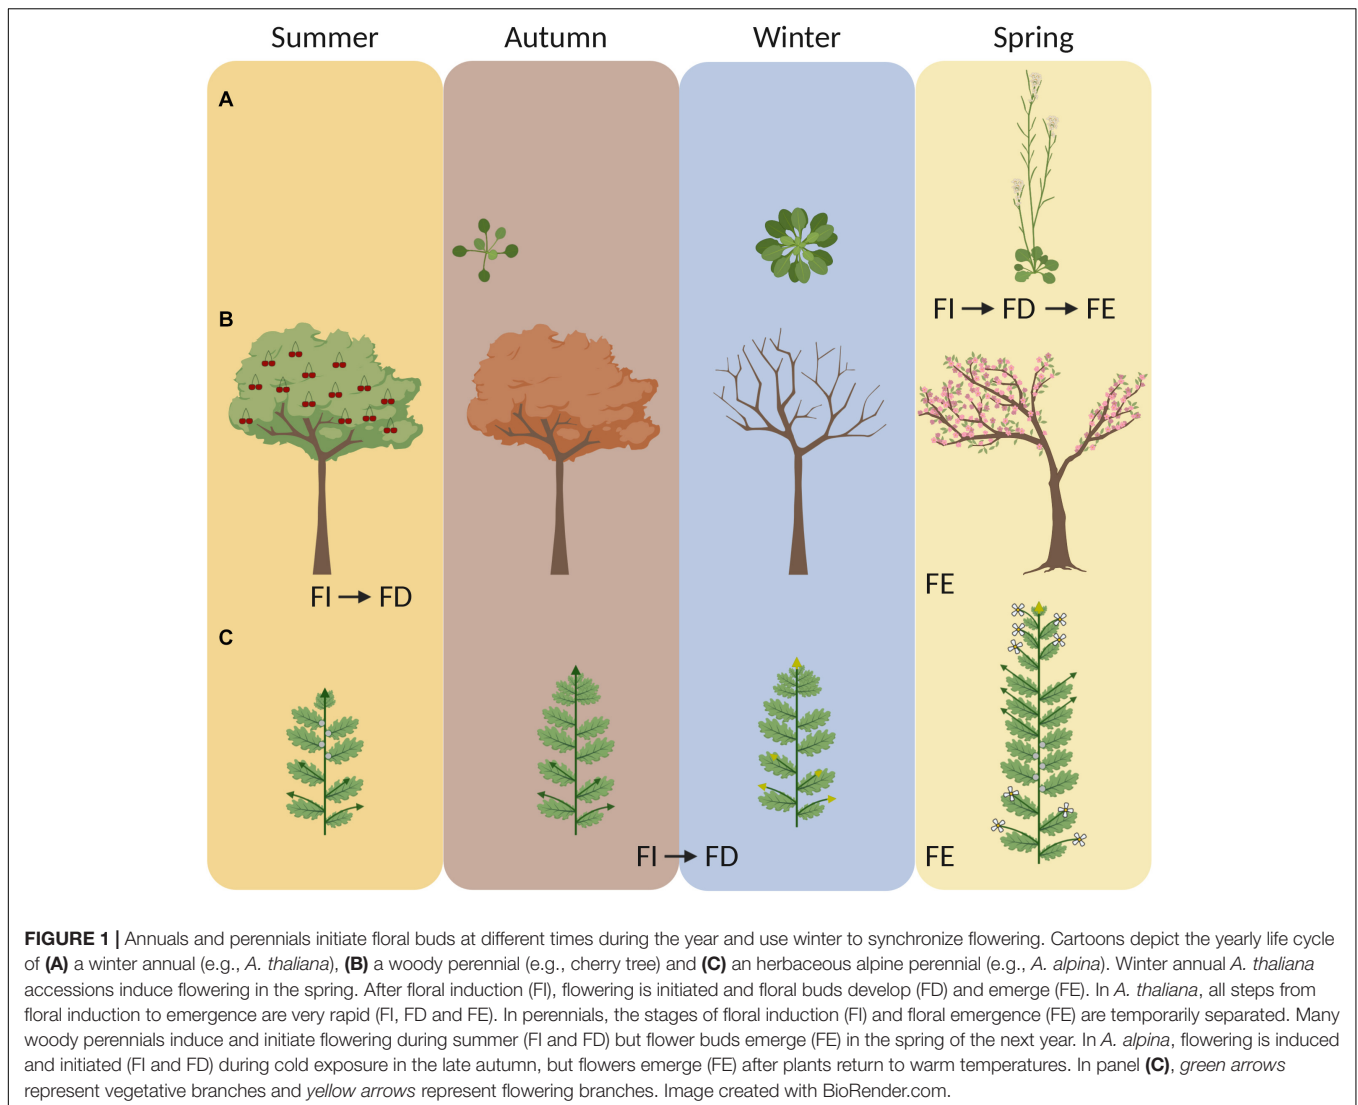 Summer Autumn Winter Spring
A
FI → FD → FE
B
FI → FD
FE
C
FI → FD
FE
FIGURE 1 | Annuals and perennials initiate floral buds at different times during the year and use winter to synchronize flowering. Cartoons depict the yearly life cycle
of (A) a winter annual (e.g., A. thaliana), (B) a woody perennial (e.g., cherry tree) and (C) an herbaceous alpine perennial (e.g., A. alpina). Winter annual A. thaliana
accessions induce flowering in the spring. After floral induction (FI), flowering is initiated and floral buds develop (FD) and emerge (FE). In A. thaliana, all steps from
floral induction to emergence are very rapid (FI, FD and FE). In perennials, the stages of floral induction (FI) and floral emergence (FE) are temporarily separated. Many
woody perennials induce and initiate flowering during summer (FI and FD) but flower buds emerge (FE) in the spring of the next year. In A. alpina, flowering is induced
and initiated (FI and FD) during cold exposure in the late autumn, but flowers emerge (FE) after plants return to warm temperatures. In panel (C), green arrows
represent vegetative branches and yellow arrows represent flowering branches. Image created with BioRender.com.